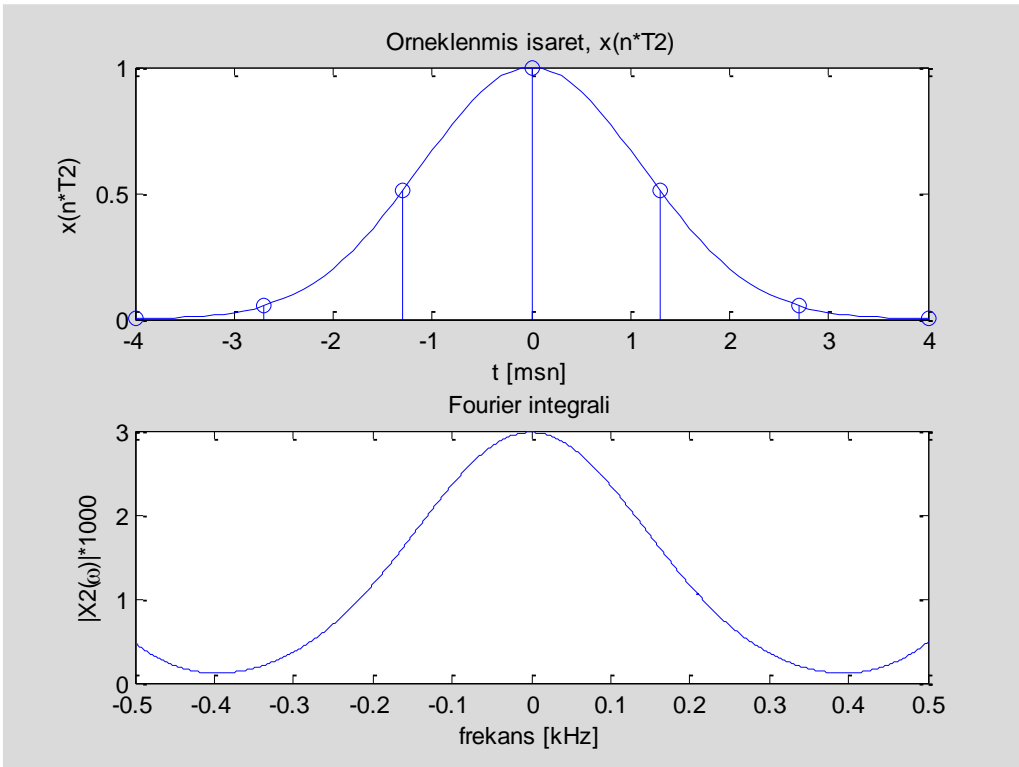 Orneklenmis isaret, x(n*T2)
1
0.5
0
x(n*T2)
-4 -3 -2 -1 0 1 2 3 4
t [msn]
Fourier integrali
3
2
1
0
|X2(ω)|*1000
-0.5 -0.4 -0.3 -0.2 -0.1 0 0.1 0.2 0.3 0.4 0.5
frekans [kHz]